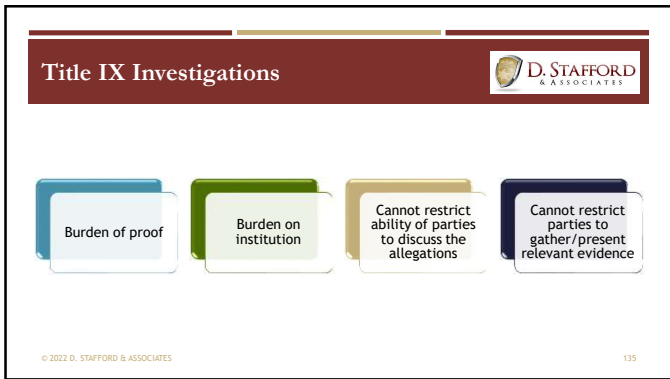 Title IX Investigations
D. STAFFORD
& ASSOCIATES
Burden of proof
Burden on
institution
Cannot restrict
ability of parties
to discuss the
allegations
Cannot restrict
parties to
gather/present
relevant evidence
© 2022 D. STAFFORD & ASSOCIATES
135